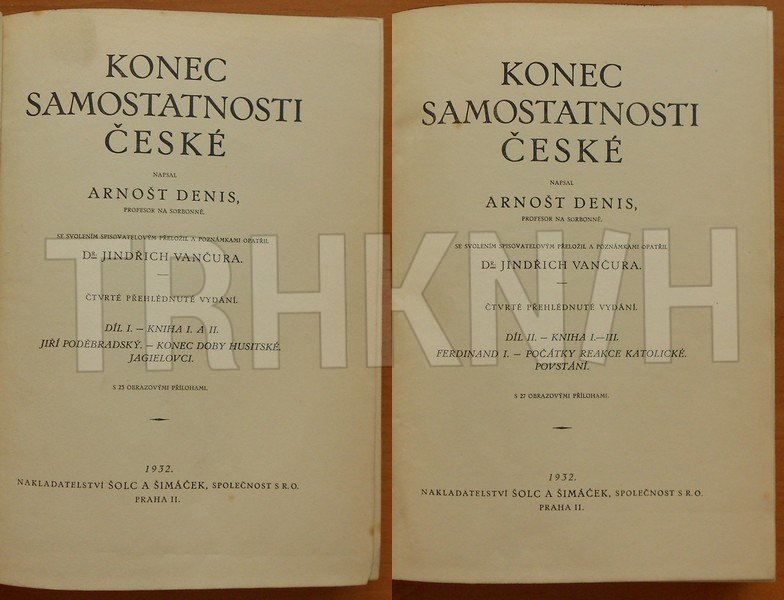 KONEC
SAMOSTATNOSTI
ČESKÉ
NAPSAL
ARNOŠT DENIS,
PROFESOR NA SORBONNĚ.
SE SVOLENÍM SPISOVATELOVÝM PŘELOŽIL A POZNÁMKAMI OPATŘIL
DR. JINDŘICH VANČURA.
ČTVRTÉ PŘEHLÉDNUTÉ VYDÁNÍ.
DÍL I. – KNIHA I. A II.
JIŘÍ PODĚBRADSKÝ. – KONEC DOBY HUSITSKÉ.
JAGIELOVCI.
S 25 OBRAZOVÝMI PŘÍLOHAMI.
1932.
NAKLADATELSTVÍ ŠOLC A ŠIMÁČEK, SPOLEČNOST S R. O.
PRAHA II.
KONEC
SAMOSTATNOSTI
ČESKÉ
NAPSAL
ARNOŠT DENIS,
PROFESOR NA SORBONNĚ.
SE SVOLENÍM SPISOVATELOVÝM PŘELOŽIL A POZNÁMKAMI OPATŘIL
DR. JINDŘICH VANČURA.
ČTVRTÉ PŘEHLÉDNUTÉ VYDÁNÍ.
DÍL II. – KNIHA I.–III.
FERDINAND I. – POČÁTKY REAKCE KATOLICKÉ.
POVSTÁNÍ.
S 27 OBRAZOVÝMI PŘÍLOHAMI.
1932.
NAKLADATELSTVÍ ŠOLC A ŠIMÁČEK, SPOLEČNOST S R. O.
PRAHA II.
TRHKNIH